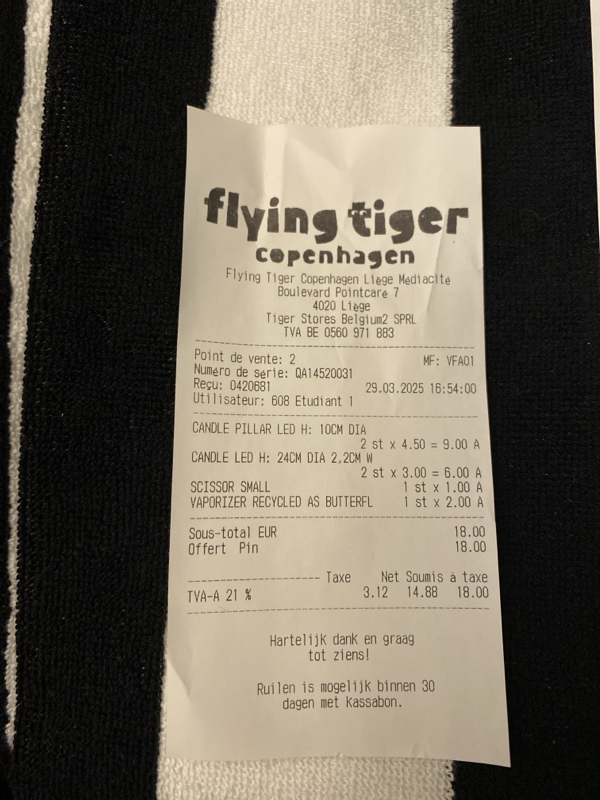 flying tiger
copenhagen
Flying Tiger Copenhagen Liège Médiacité
Boulevard Pointcaré 7
4020 Liège
Tiger Stores Belgium2 SPRL
TVA BE 0560 971 883
Point de vente: 2 MF: VFA01
Numéro de série: QA14520031
Reçu: 0420681 29.03.2025 16:54:00
Utilisateur: 608 Etudiant 1
CANDLE PILLAR LED H: 10CM DIA
2 st x 4.50 = 9.00 A
CANDLE LED H: 24CM DIA 2,2CM W
2 st x 3.00 = 6.00 A
SCISSOR SMALL 1 st x 1.00 A
VAPORIZER RECYCLED AS BUTTERFL 1 st x 2.00 A
Sous-total EUR 18.00
Offert Pin 18.00
Taxe Net Soumis à taxe
TVA-A 21 % 3.12 14.88 18.00
Hartelijk dank en graag
tot ziens!
Ruilen is mogelijk binnen 30
dagen met Kassabon.